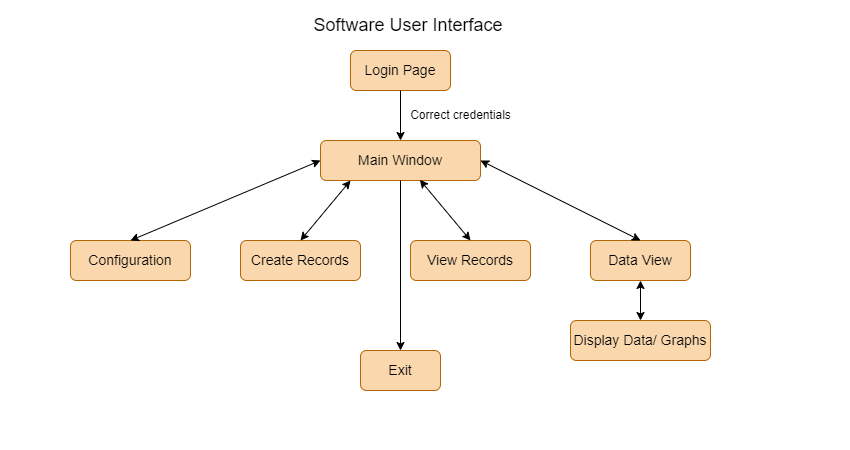 Software User Interface
Login Page
Correct credentials
Main Window
Configuration
Create Records
View Records
Data View
Display Data/ Graphs
Exit